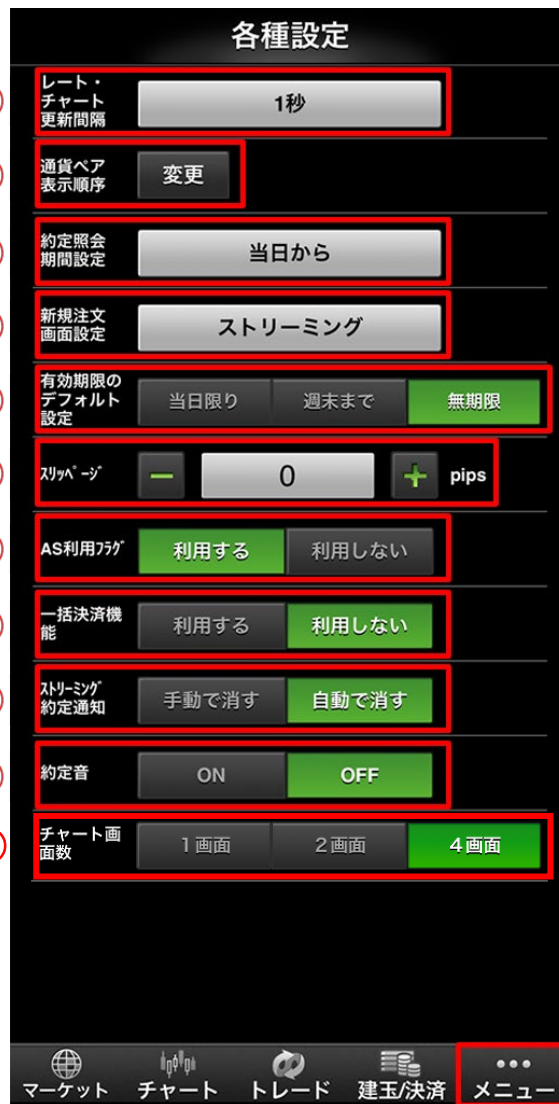 各種設定
レート・
チャート
更新間隔
1秒
通貨ペア
表示順序
変更
約定照会
期間設定
当日から
新規注文
画面設定
ストリーミング
有効期限の
デフォルト
設定
当日限り 週末まで 無期限
ｽﾘｯﾍﾟｰｼﾞ
− 0 + pips
AS利用ﾌﾗｸﾞ
利用する 利用しない
一括決済機
能
利用する 利用しない
ｽﾄﾘｰﾐﾝｸﾞ
約定通知
手動で消す 自動で消す
約定音
ON OFF
チャート画
面数
1画面 2画面 4画面
マーケット チャート トレード 建玉/決済 メニュー